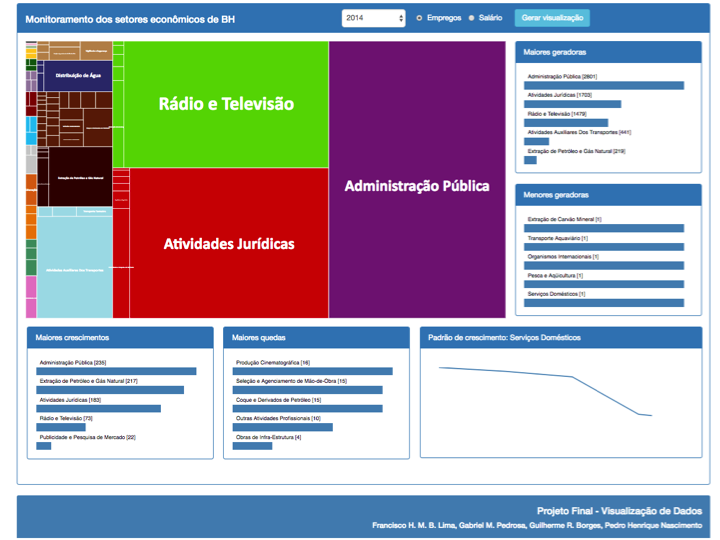 Monitoramento dos setores econômicos de BH
2014
Empregos
Salário
Gerar visualização
Distribuição de Água
Extração de Petróleo e Gás Natural
Atividades Auxiliares Dos Transportes
Rádio e Televisão
Atividades Jurídicas
Administração Pública
Maiores geradoras
Administração Pública [2801]
Atividades Jurídicas [1703]
Rádio e Televisão [1479]
Atividades Auxiliares Dos Transportes [441]
Extração de Petróleo e Gás Natural [219]
Menores geradoras
Extração de Carvão Mineral [1]
Transporte Aquaviário [1]
Organismos Internacionais [1]
Pesca e Aqüicultura [1]
Serviços Domésticos [1]
Maiores crescimentos
Administração Pública [235]
Extração de Petróleo e Gás Natural [217]
Atividades Jurídicas [183]
Rádio e Televisão [73]
Publicidade e Pesquisa de Mercado [22]
Maiores quedas
Produção Cinematográfica [16]
Seleção e Agenciamento de Mão-de-Obra [15]
Coque e Derivados de Petróleo [15]
Outras Atividades Profissionais [10]
Obras de Infra-Estrutura [4]
Padrão de crescimento: Serviços Domésticos
Projeto Final - Visualização de Dados
Francisco H. M. B. Lima, Gabriel M. Pedrosa, Guilherme R. Borges, Pedro Henrique Nascimento